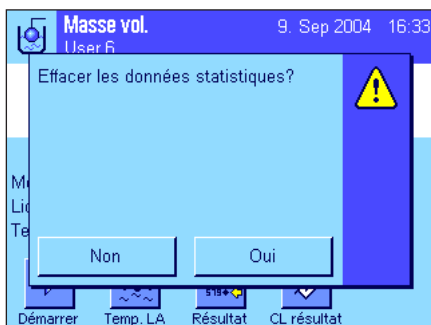 Masse vol. 9. Sep 2004 16:33
User 6
Effacer les données statistiques?
Non Oui
Démarrer Temp. LA Résultat CL résultat